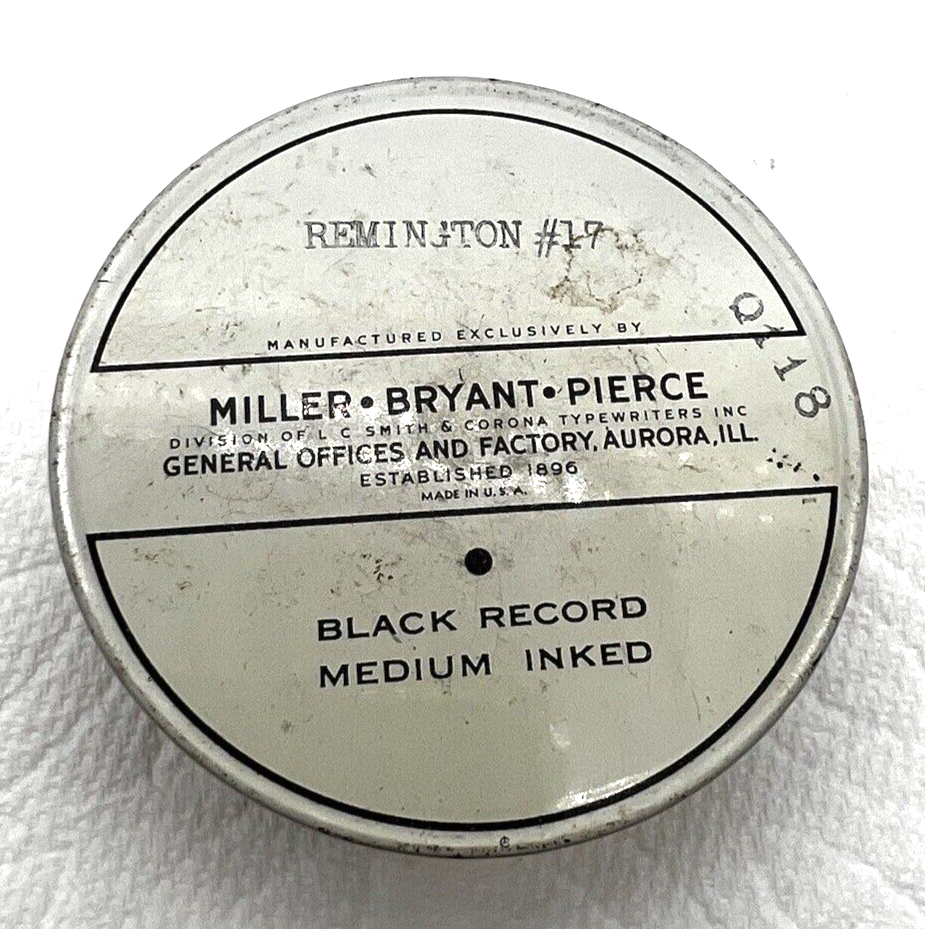 REMINGTON #17
MANUFACTURED EXCLUSIVELY BY
MILLER • BRYANT • PIERCE
DIVISION OF L C SMITH & CORONA TYPEWRITERS INC
GENERAL OFFICES AND FACTORY, AURORA, ILL.
ESTABLISHED 1896
MADE IN U.S.A.
BLACK RECORD
MEDIUM INKED